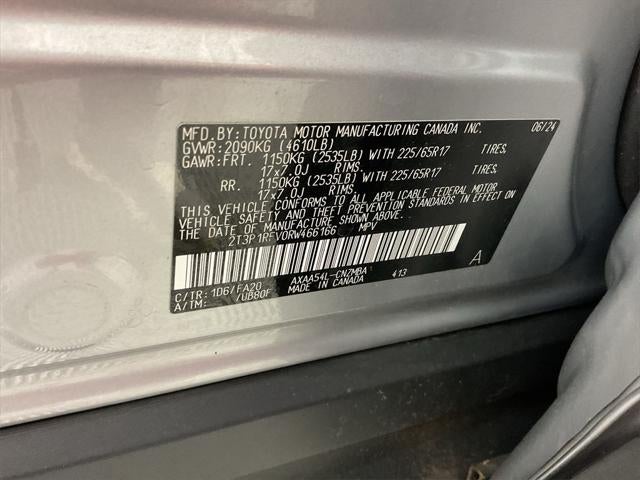 MFD.BY:TOYOTA MOTOR MANUFACTURING CANADA INC. 06/24
GVWR:2090KG (4610LB)
GAWR:FRT. 1150KG (2535LB) WITH 225/65R17 TIRES,
17x7.0J RIMS.
RR. 1150KG (2535LB) WITH 225/65R17 TIRES,
17x7.0J RIMS.
THIS VEHICLE CONFORMS TO ALL APPLICABLE FEDERAL MOTOR
VEHICLE SAFETY AND THEFT PREVENTION STANDARDS IN EFFECT ON
THE DATE OF MANUFACTURE SHOWN ABOVE.
2T3P1RFV0RW466166 MPV
A
C/TR: 1D6/FA20 AXAA54L-CNZMBA 413
A/TM: /UB80F MADE IN CANADA